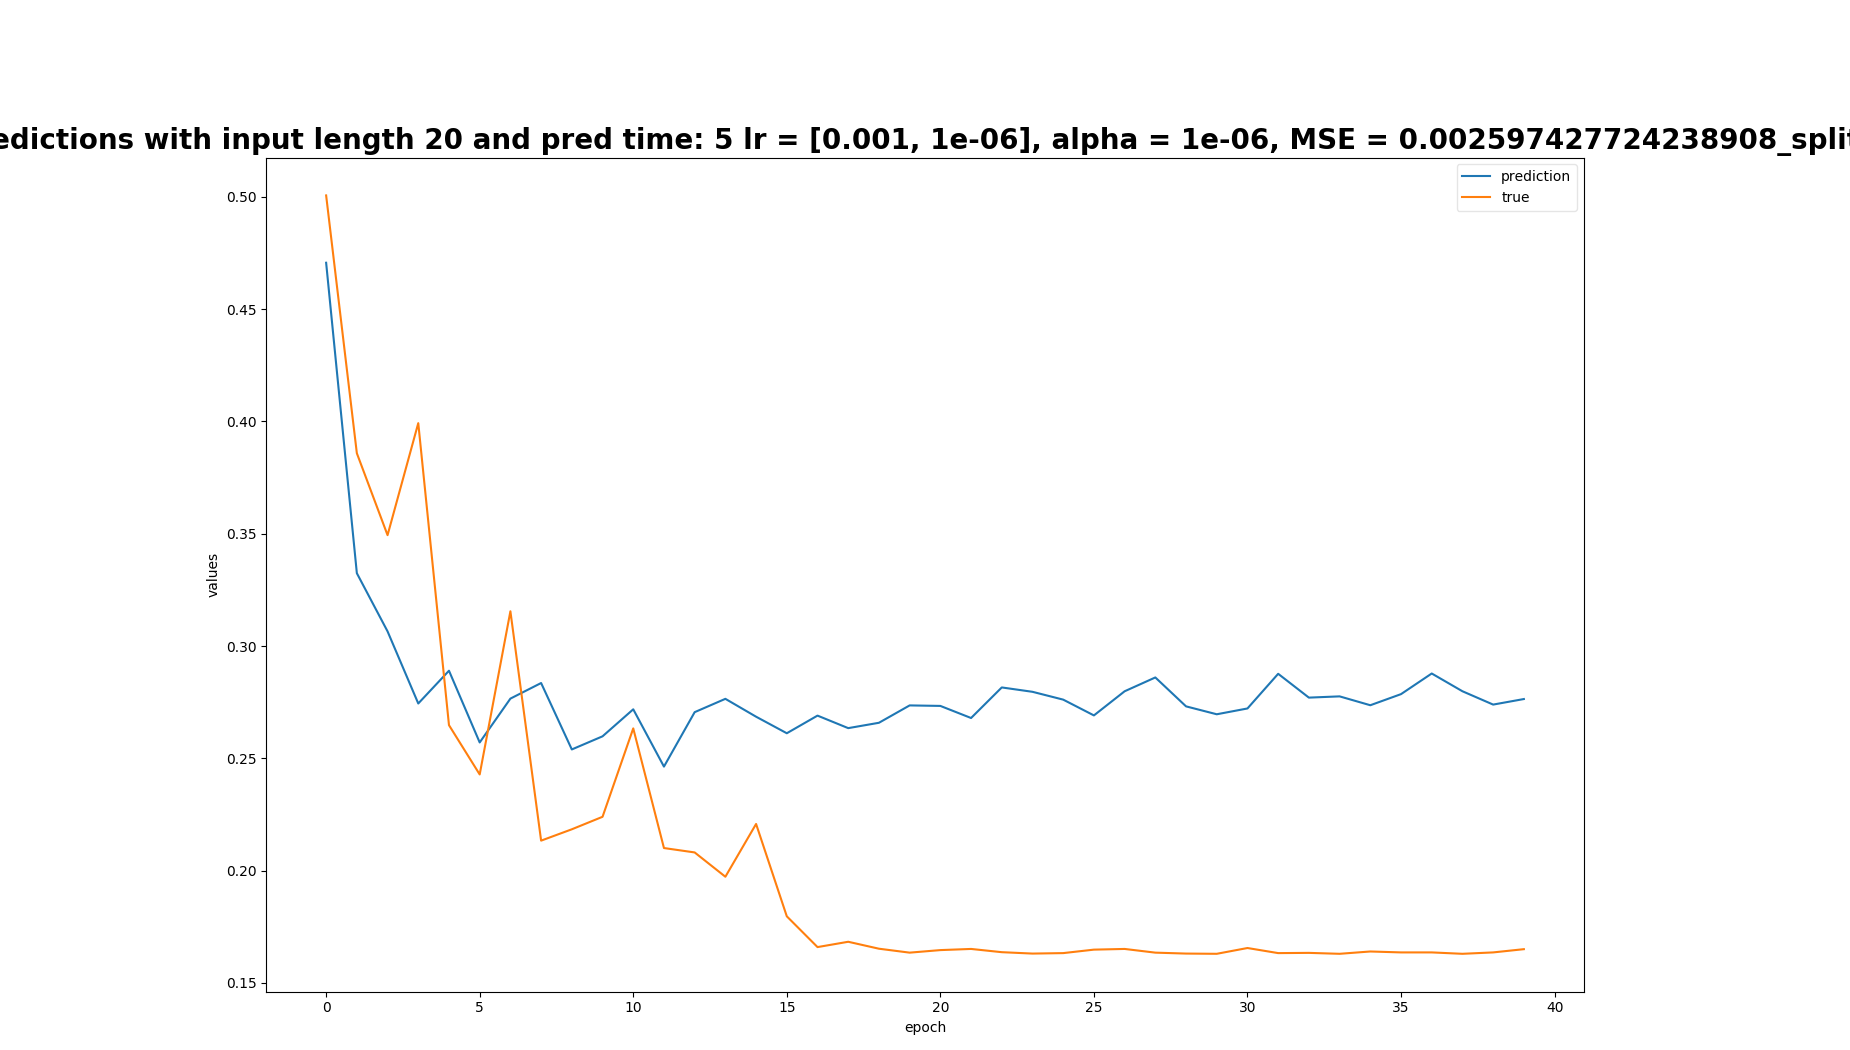 edictions with input length 20 and pred time: 5 lr = [0.001, 1e-06], alpha = 1e-06, MSE = 0.002597427724238908_split
prediction
true
0.50
0.45
0.40
0.35
0.30
0.25
0.20
0.15
values
0 5 10 15 20 25 30 35 40
epoch